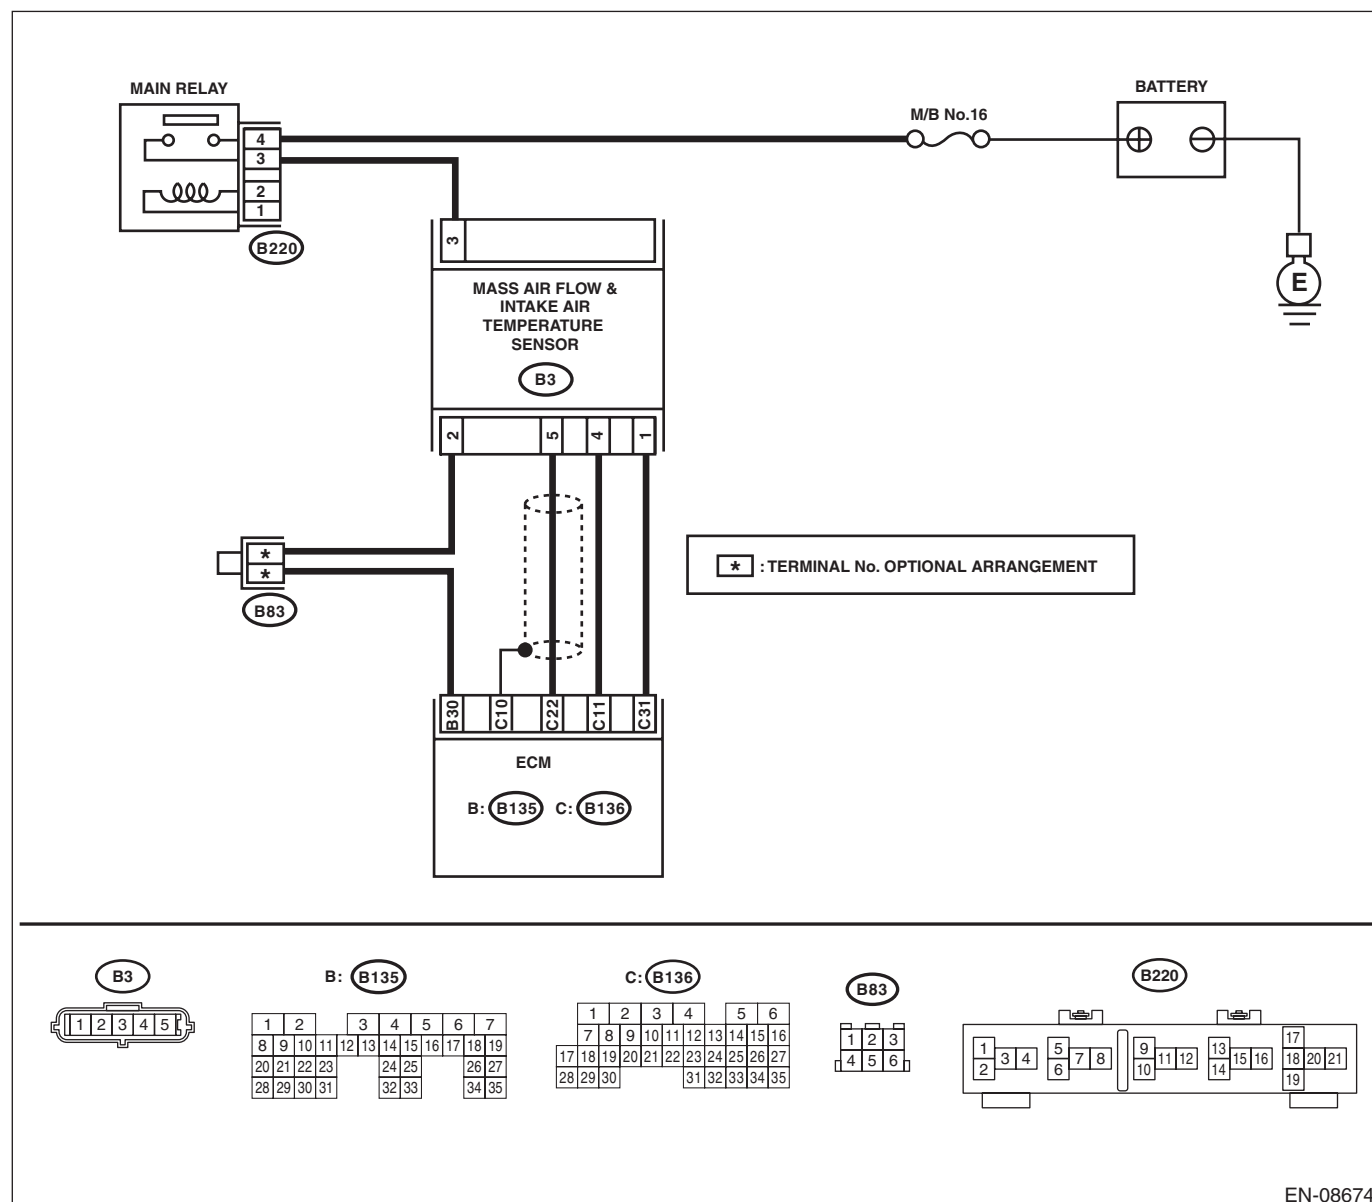 MAIN RELAY
BATTERY
M/B No.16
4
3
2
1
B220
E
3
MASS AIR FLOW &
INTAKE AIR
TEMPERATURE
SENSOR
B3
2 5 4 1
*
*
B83
* : TERMINAL No. OPTIONAL ARRANGEMENT
B30 C10 C22 C11 C31
ECM
B: B135 C: B136
B3
1 2 3 4 5
B: B135
1 2 3 4 5 6 7
8 9 10 11 12 13 14 15 16 17 18 19
20 21 22 23 24 25 26 27
28 29 30 31 32 33 34 35
C: B136
1 2 3 4 5 6
7 8 9 10 11 12 13 14 15 16
17 18 19 20 21 22 23 24 25 26 27
28 29 30 31 32 33 34 35
B83
1 2 3
4 5 6
B220
1 2 3 4
5 6 7 8
9 10 11 12
13 14 15 16
17 18 19 20 21
EN-08674